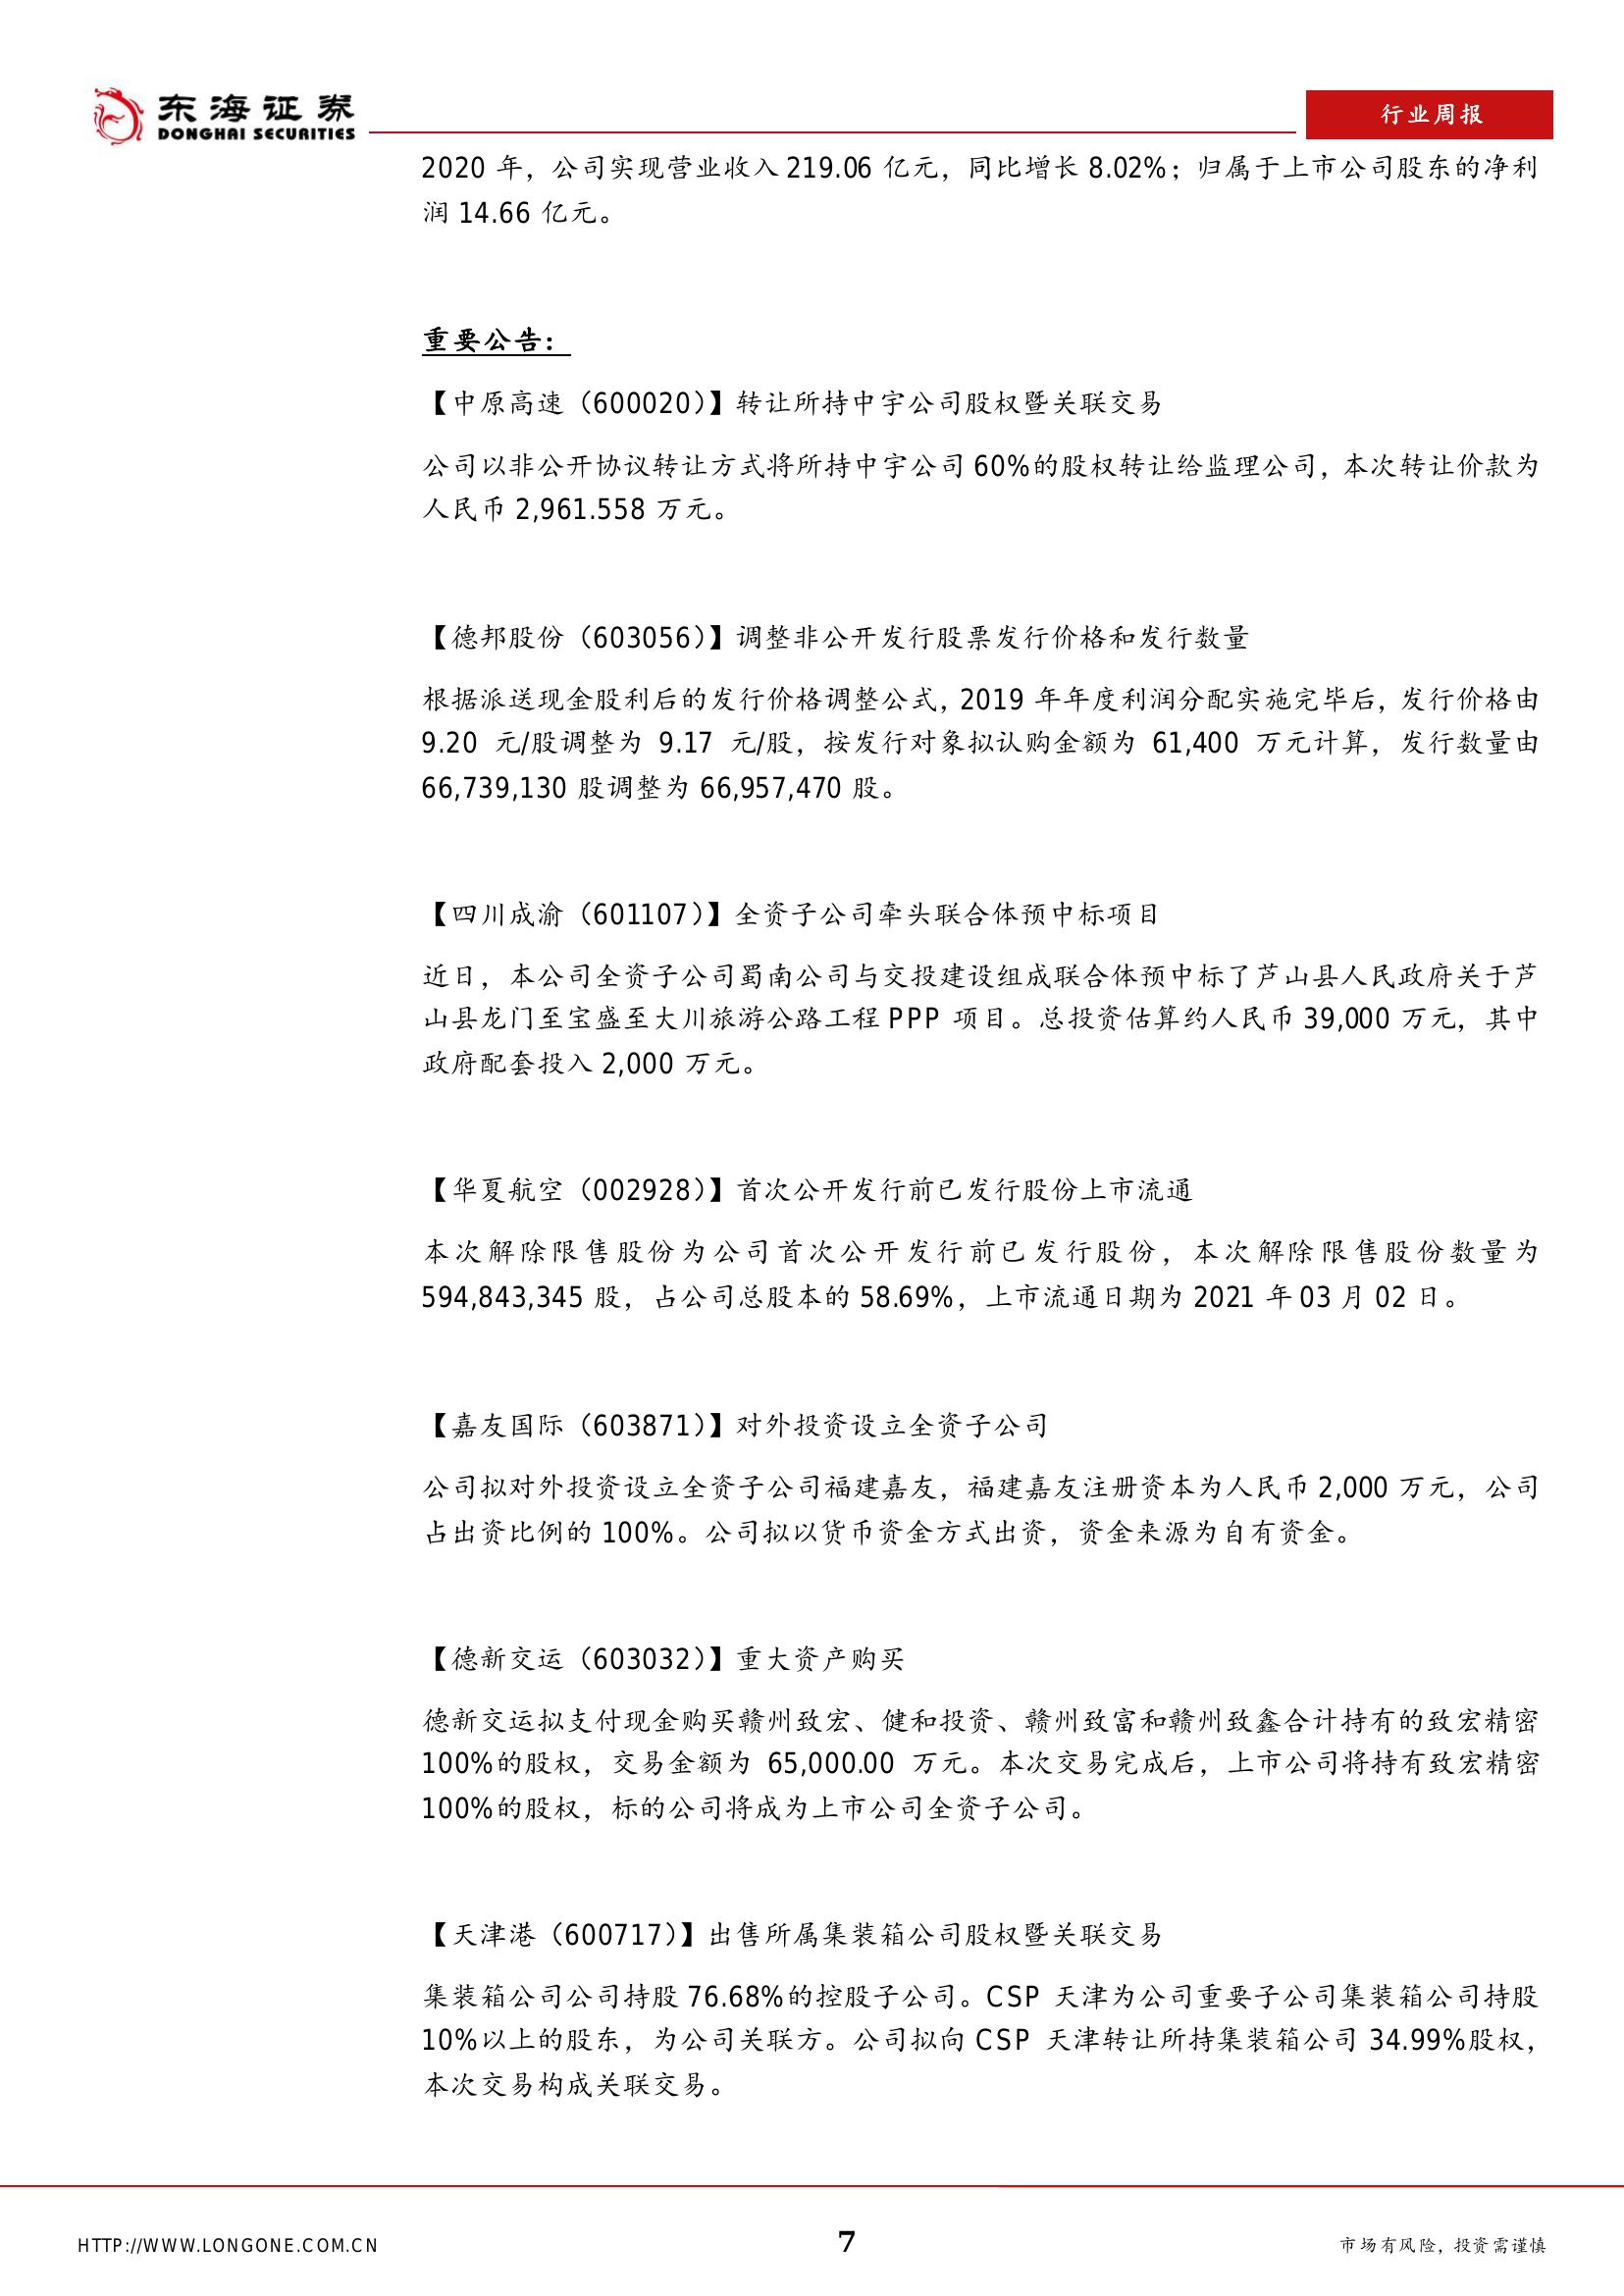 东海证券
DONGHAI SECURITIES
行业周报
2020 年，公司实现营业收入 219.06 亿元，同比增长 8.02%；归属于上市公司股东的净利
润 14.66 亿元。
重要公告：
【中原高速（600020）】转让所持中宇公司股权暨关联交易
公司以非公开协议转让方式将所持中宇公司 60%的股权转让给监理公司，本次转让价款为
人民币 2,961.558 万元。
【德邦股份（603056）】调整非公开发行股票发行价格和发行数量
根据派送现金股利后的发行价格调整公式，2019 年年度利润分配实施完毕后，发行价格由
9.20 元/股调整为 9.17 元/股，按发行对象拟认购金额为 61,400 万元计算，发行数量由
66,739,130 股调整为 66,957,470 股。
【四川成渝（601107）】全资子公司牵头联合体预中标项目
近日，本公司全资子公司蜀南公司与交投建设组成联合体预中标了芦山县人民政府关于芦
山县龙门至宝盛至大川旅游公路工程 PPP 项目。总投资估算约人民币 39,000 万元，其中
政府配套投入 2,000 万元。
【华夏航空（002928）】首次公开发行前已发行股份上市流通
本次解除限售股份为公司首次公开发行前已发行股份，本次解除限售股份数量为
594,843,345 股，占公司总股本的 58.69%，上市流通日期为 2021 年 03 月 02 日。
【嘉友国际（603871）】对外投资设立全资子公司
公司拟对外投资设立全资子公司福建嘉友，福建嘉友注册资本为人民币 2,000 万元，公司
占出资比例的 100%。公司拟以货币资金方式出资，资金来源为自有资金。
【德新交运（603032）】重大资产购买
德新交运拟支付现金购买赣州致宏、健和投资、赣州致富和赣州致鑫合计持有的致宏精密
100%的股权，交易金额为 65,000.00 万元。本次交易完成后，上市公司将持有致宏精密
100%的股权，标的公司将成为上市公司全资子公司。
【天津港（600717）】出售所属集装箱公司股权暨关联交易
集装箱公司公司持股 76.68%的控股子公司。CSP 天津为公司重要子公司集装箱公司持股
10%以上的股东，为公司关联方。公司拟向 CSP 天津转让所持集装箱公司 34.99%股权，
本次交易构成关联交易。
HTTP://WWW.LONGONE.COM.CN
7
市场有风险，投资需谨慎